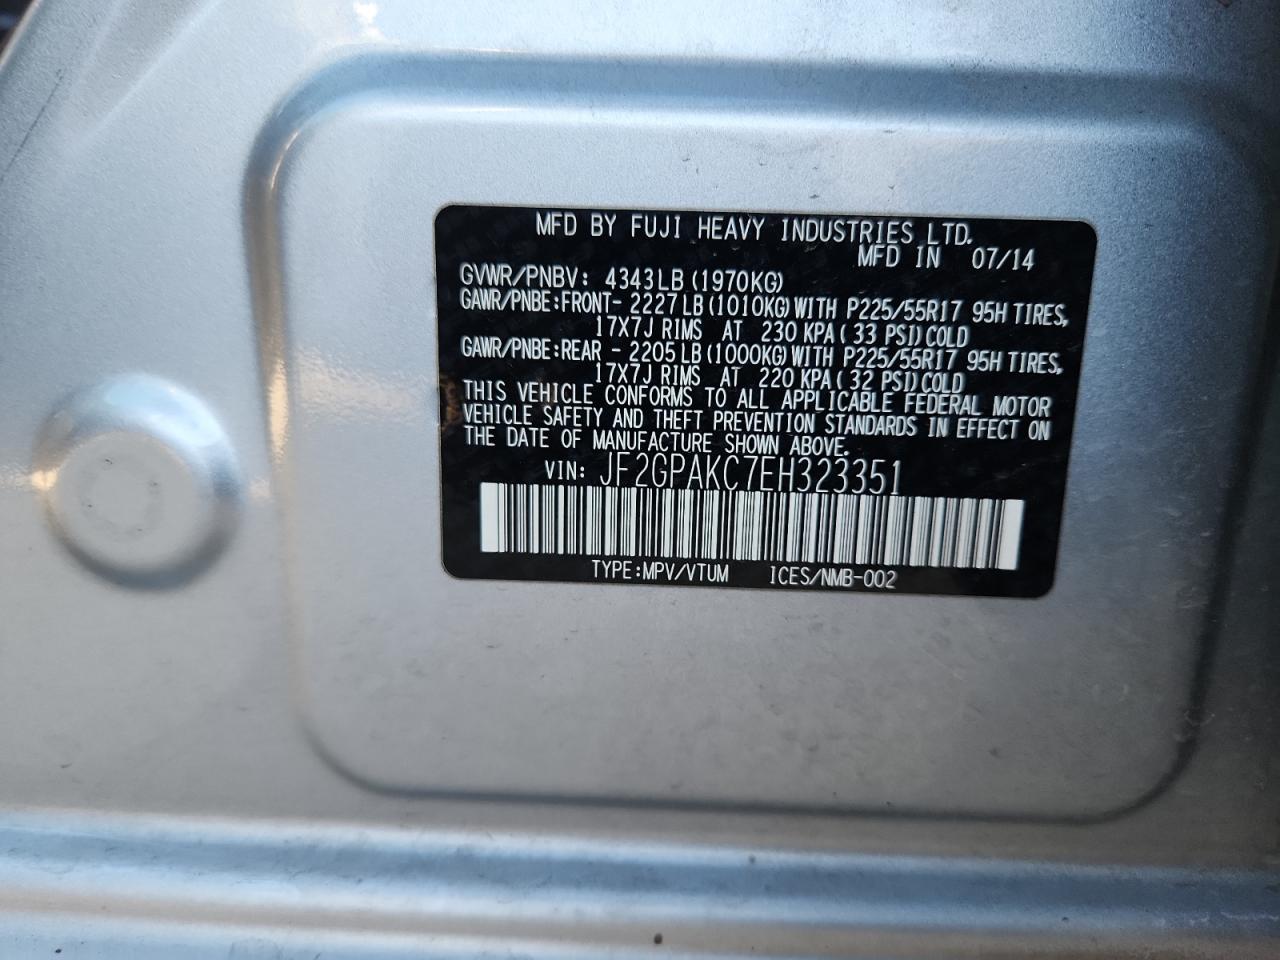 MFD BY FUJI HEAVY INDUSTRIES LTD.
MFD IN 07/14
GVWR/PNBV: 4343LB (1970KG)
GAWR/PNBE:FRONT- 2227LB (1010KG) WITH P225/55R17 95H TIRES,
17X7J RIMS AT 230 KPA ( 33 PSI) COLD
GAWR/PNBE:REAR - 2205LB (1000KG) WITH P225/55R17 95H TIRES,
17X7J RIMS AT 220 KPA ( 32 PSI) COLD
THIS VEHICLE CONFORMS TO ALL APPLICABLE FEDERAL MOTOR
VEHICLE SAFETY AND THEFT PREVENTION STANDARDS IN EFFECT ON
THE DATE OF MANUFACTURE SHOWN ABOVE.
VIN: JF2GPAKC7EH323351
TYPE:MPV/VTUM ICES/NMB-002